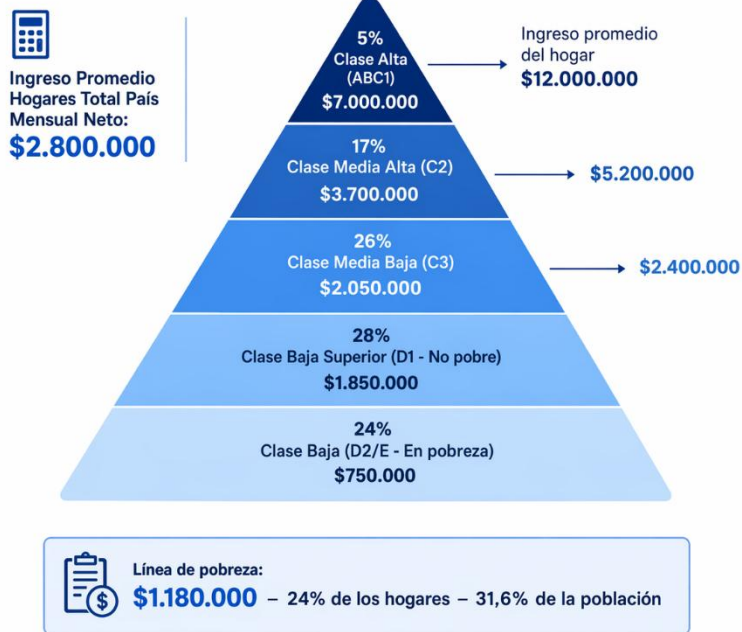 Ingreso Promedio
Hogares Total País
Mensual Neto:
$2.800.000
5%
Clase Alta
(ABC1)
$7.000.000
Ingreso promedio
del hogar
$12.000.000
17%
Clase Media Alta (C2)
$3.700.000
$5.200.000
26%
Clase Media Baja (C3)
$2.050.000
$2.400.000
28%
Clase Baja Superior (D1 - No pobre)
$1.850.000
24%
Clase Baja (D2/E - En pobreza)
$750.000
Línea de pobreza:
$1.180.000 – 24% de los hogares – 31,6% de la población
$